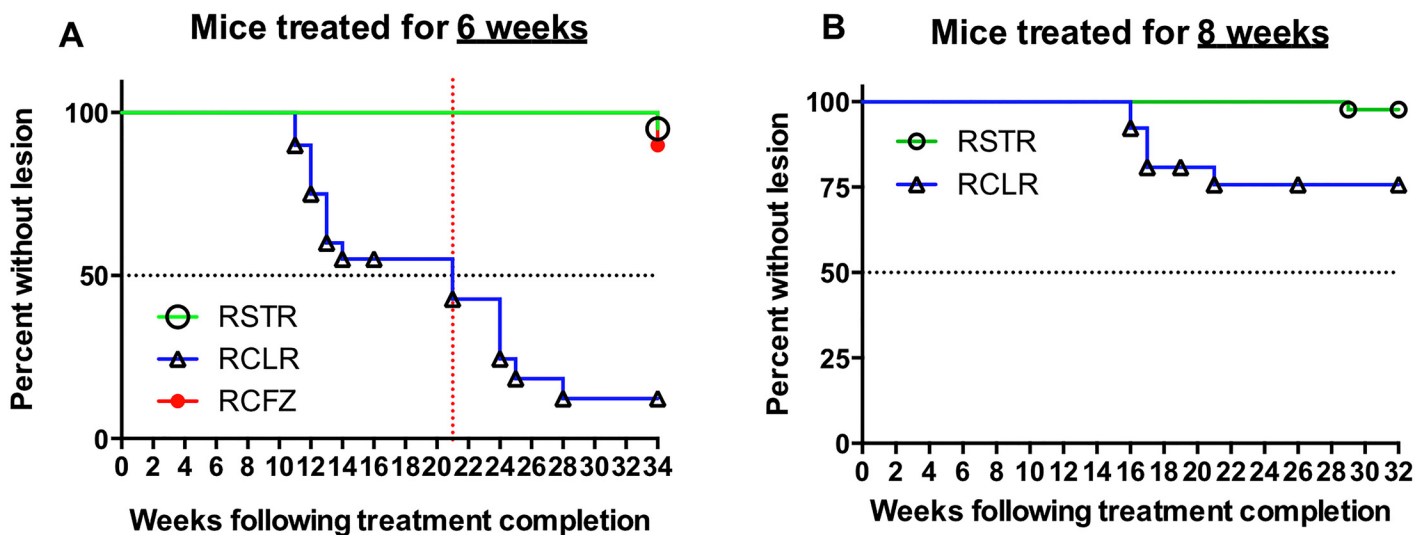 A
Mice treated for 6 weeks
Percent without lesion
100
50
0
RSTR
RCLR
RCFZ
0 2 4 6 8 10 12 14 16 18 20 22 24 26 28 30 32 34
Weeks following treatment completion
B
Mice treated for 8 weeks
Percent without lesion
100
75
50
25
0
RSTR
RCLR
0 2 4 6 8 10 12 14 16 18 20 22 24 26 28 30 32
Weeks following treatment completion